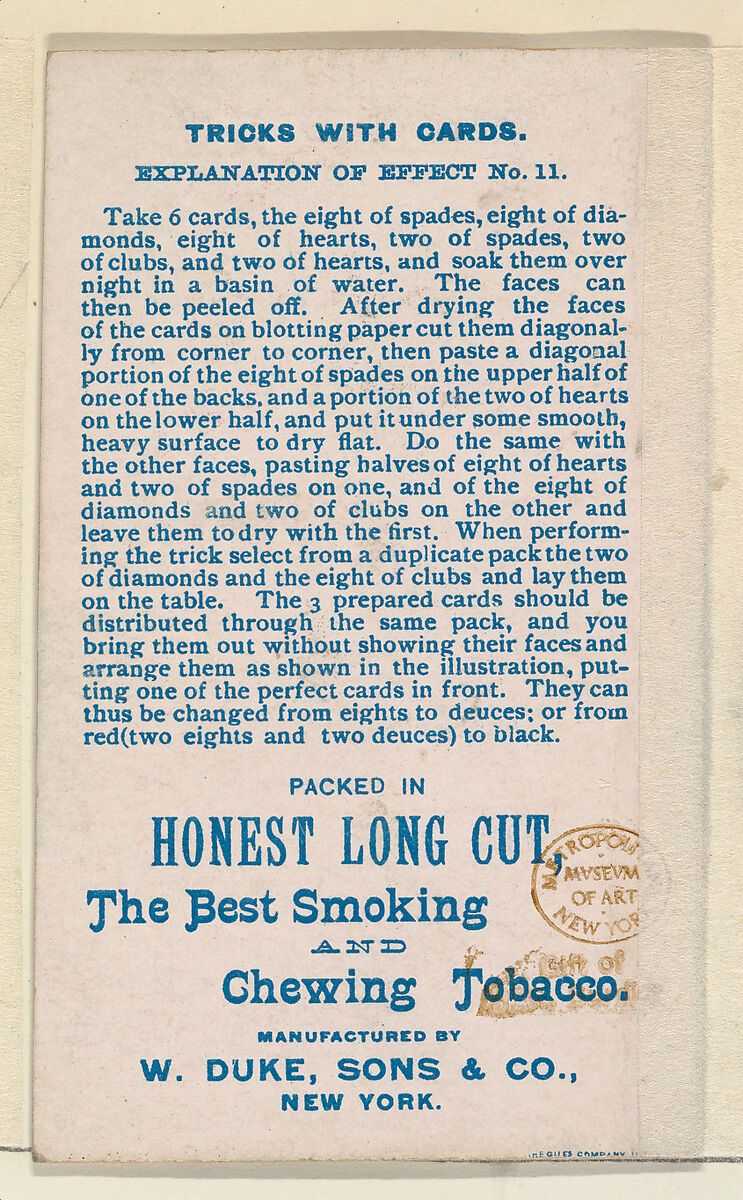 TRICKS WITH CARDS.
EXPLANATION OF EFFECT No. 11.
Take 6 cards, the eight of spades, eight of dia-
monds, eight of hearts, two of spades, two
of clubs, and two of hearts, and soak them over
night in a basin of water. The faces can
then be peeled off. After drying the faces
of the cards on blotting paper cut them diagonal-
ly from corner to corner, then paste a diagonal
portion of the eight of spades on the upper half of
one of the backs. and a portion of the two of hearts
on the lower half, and put it under some smooth,
heavy surface to dry flat. Do the same with
the other faces, pasting halves of eight of hearts
and two of spades on one, and of the eight of
diamonds and two of clubs on the other and
leave them to dry with the first. When perform-
ing the trick select from a duplicate pack the two
of diamonds and the eight of clubs and lay them
on the table. The 3 prepared cards should be
distributed through the same pack, and you
bring them out without showing their faces and
arrange them as shown in the illustration, put-
ting one of the perfect cards in front. They can
thus be changed from eights to deuces; or from
red (two eights and two deuces) to black.
PACKED IN
HONEST LONG CUT,
The Best Smoking
AND
Chewing Tobacco.
MANUFACTURED BY
W. DUKE, SONS & CO.,
NEW YORK.
METROPOLI
MVSEVM
OF ART
NEW YOR
Gift of
THE GILES COMPANY